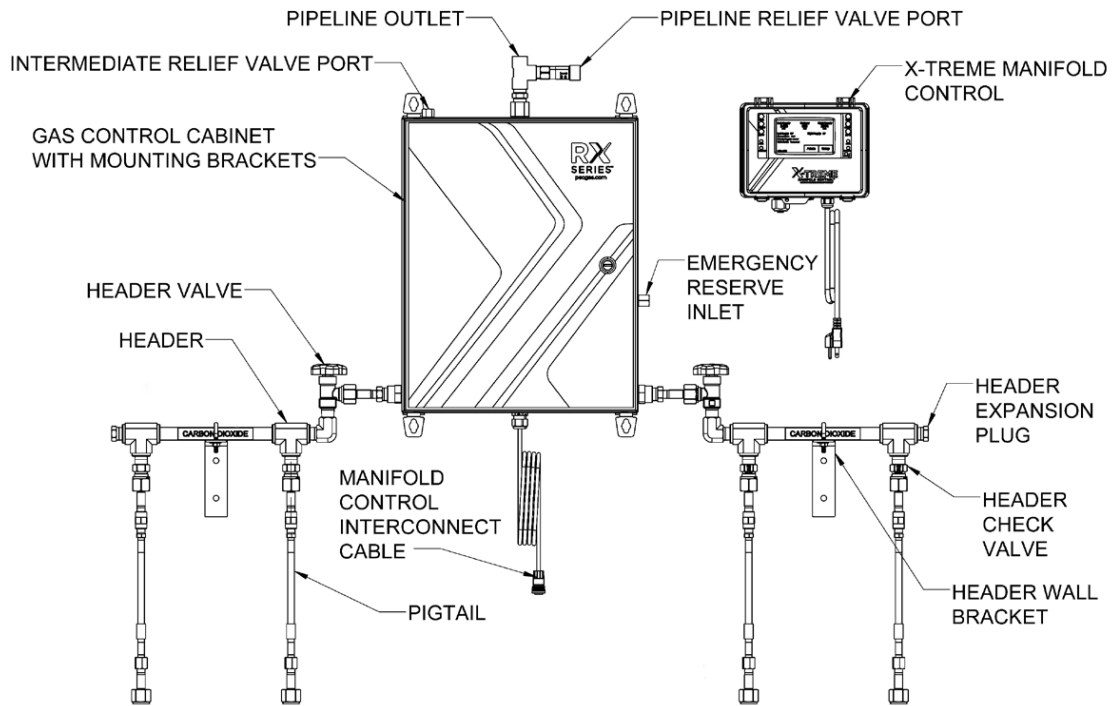 PIPELINE OUTLET
PIPELINE RELIEF VALVE PORT
INTERMEDIATE RELIEF VALVE PORT
X-TREME MANIFOLD
CONTROL
GAS CONTROL CABINET
WITH MOUNTING BRACKETS
RX
SERIES
X-TREME
EMERGENCY
RESERVE
INLET
HEADER VALVE
HEADER
HEADER
EXPANSION
PLUG
CARBON DIOXIDE
CARBON DIOXIDE
MANIFOLD
CONTROL
INTERCONNECT
CABLE
HEADER
CHECK
VALVE
PIGTAIL
HEADER WALL
BRACKET